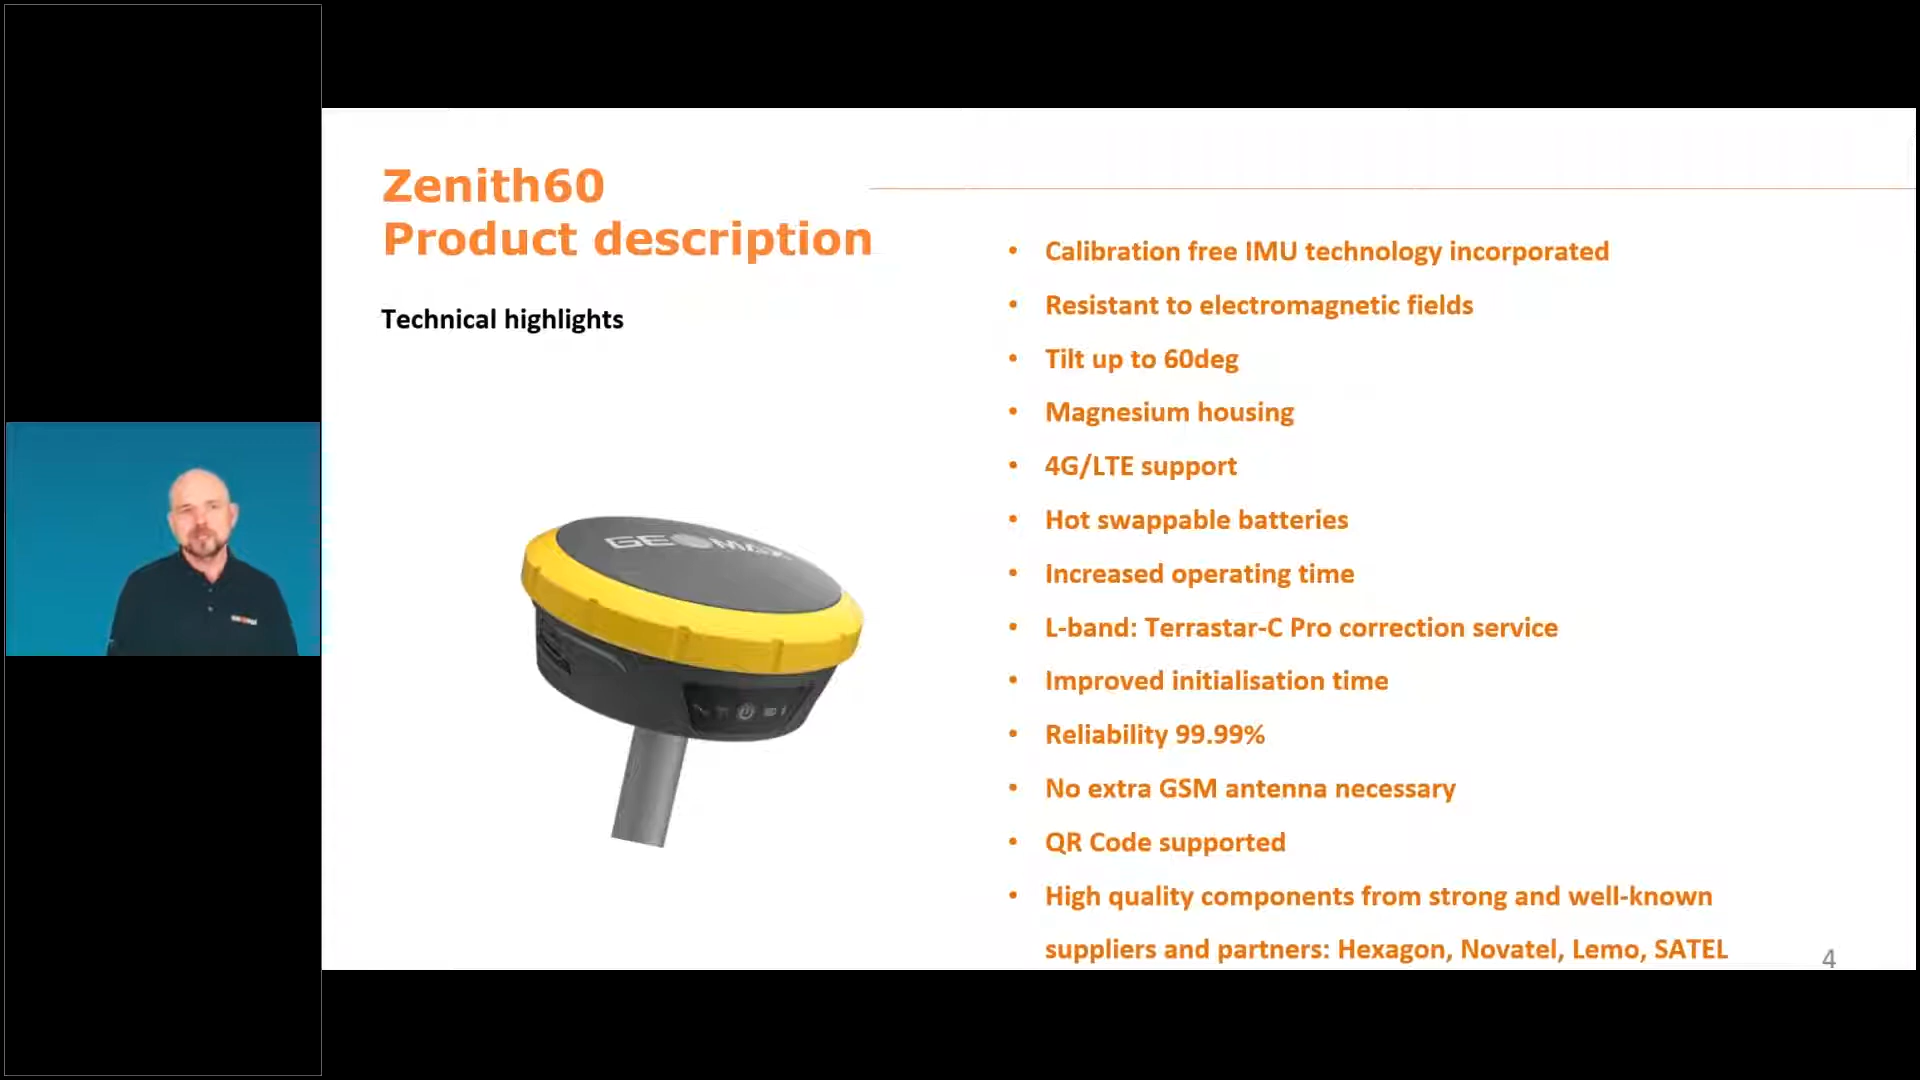 Zenith60
Product description
Technical highlights
GEOMAX
• Calibration free IMU technology incorporated
• Resistant to electromagnetic fields
• Tilt up to 60deg
• Magnesium housing
• 4G/LTE support
• Hot swappable batteries
• Increased operating time
• L-band: Terrastar-C Pro correction service
• Improved initialisation time
• Reliability 99.99%
• No extra GSM antenna necessary
• QR Code supported
• High quality components from strong and well-known
suppliers and partners: Hexagon, Novatel, Lemo, SATEL
4